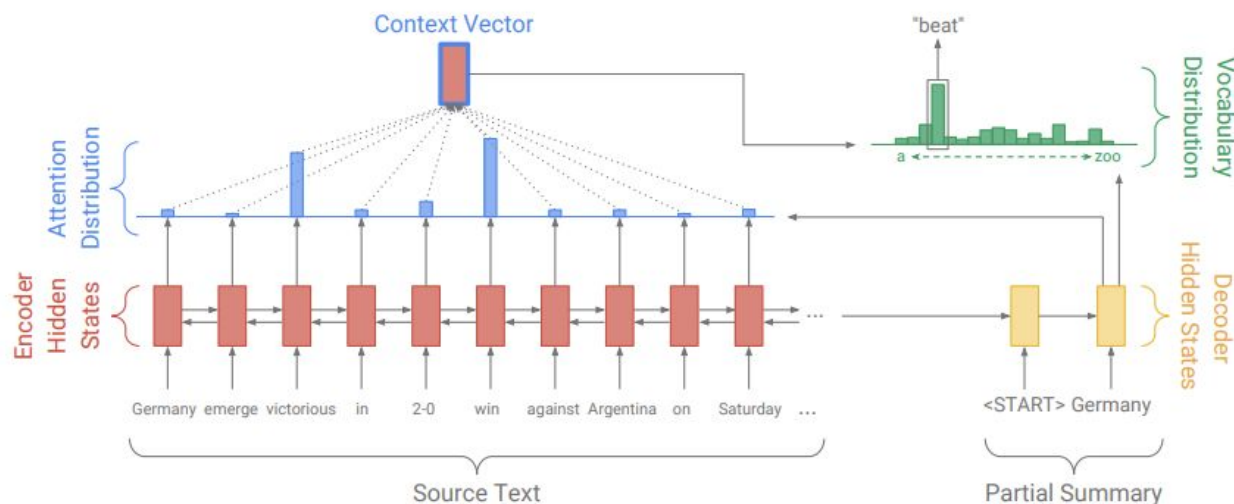 Context Vector
"beat"
Vocabulary
Distribution
a
zoo
Attention
Distribution
Encoder
Hidden
States
Decoder
Hidden States
...
Germany emerge victorious in 2-0 win against Argentina on Saturday ...
<START> Germany
Source Text
Partial Summary